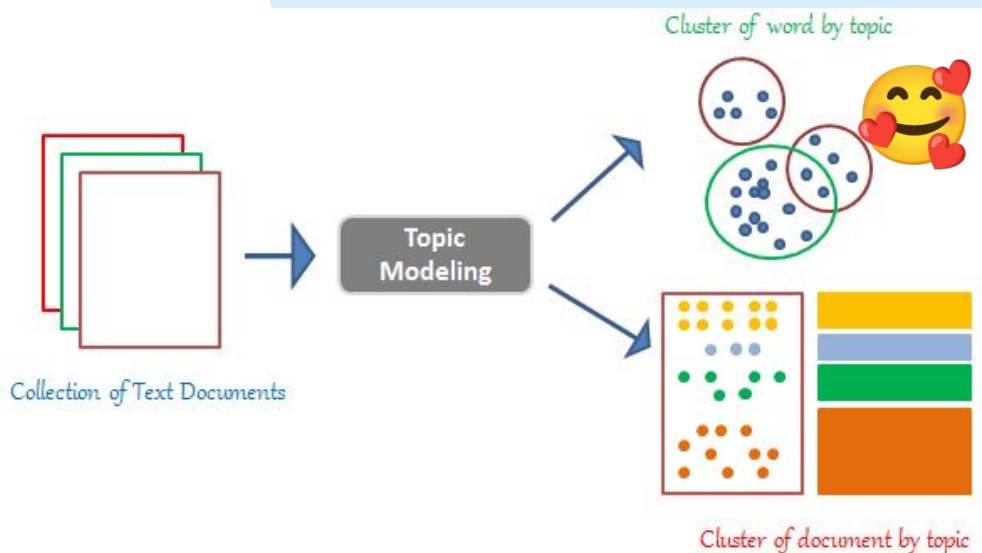 Cluster of word by topic
Topic
Modeling
Collection of Text Documents
Cluster of document by topic